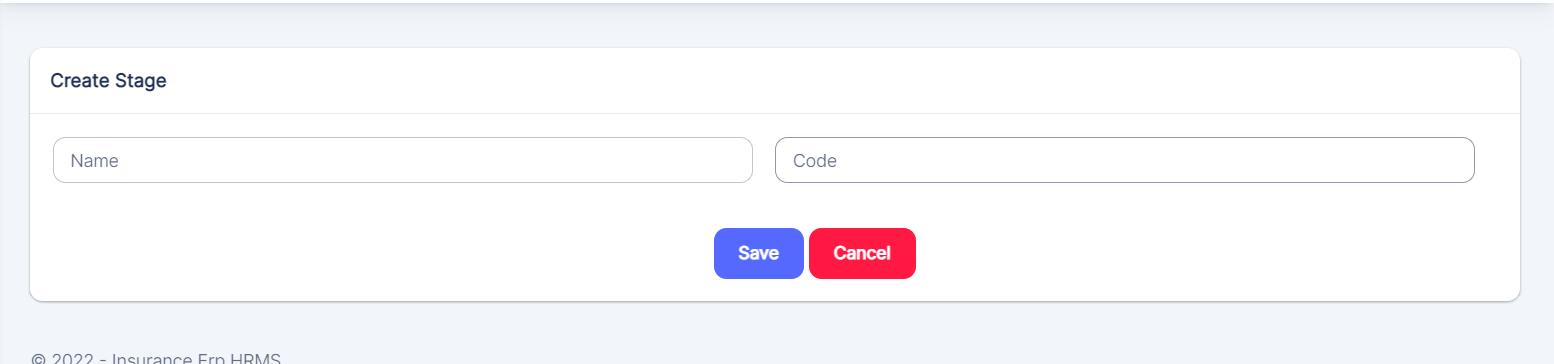 Create Stage
Name Code
Save Cancel
© 2022 - Insurance Erp HRMS